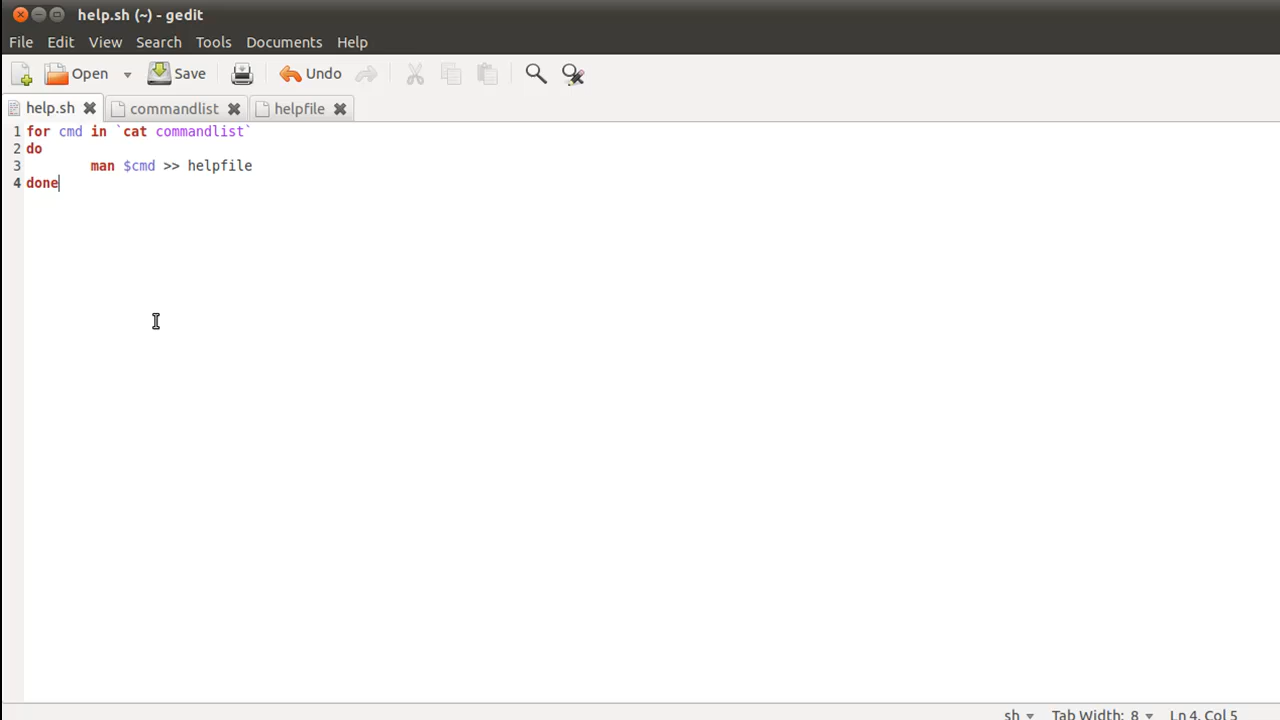 help.sh (~) - gedit
File Edit View Search Tools Documents Help
Open Save Undo
help.sh commandlist helpfile
1 for cmd in `cat commandlist`
2 do
3         man $cmd >> helpfile
4 done
sh Tab Width: 8 Ln 4, Col 5